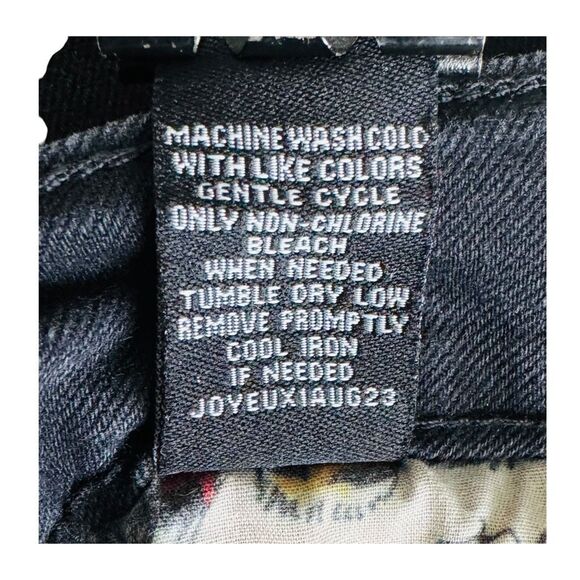 MACHINE WASH COLD
WITH LIKE COLORS
GENTLE CYCLE
ONLY NON-CHLORINE
BLEACH
WHEN NEEDED
TUMBLE DRY LOW
REMOVE PROMPTLY
COOL IRON
IF NEEDED
JOYEUX1AUG23